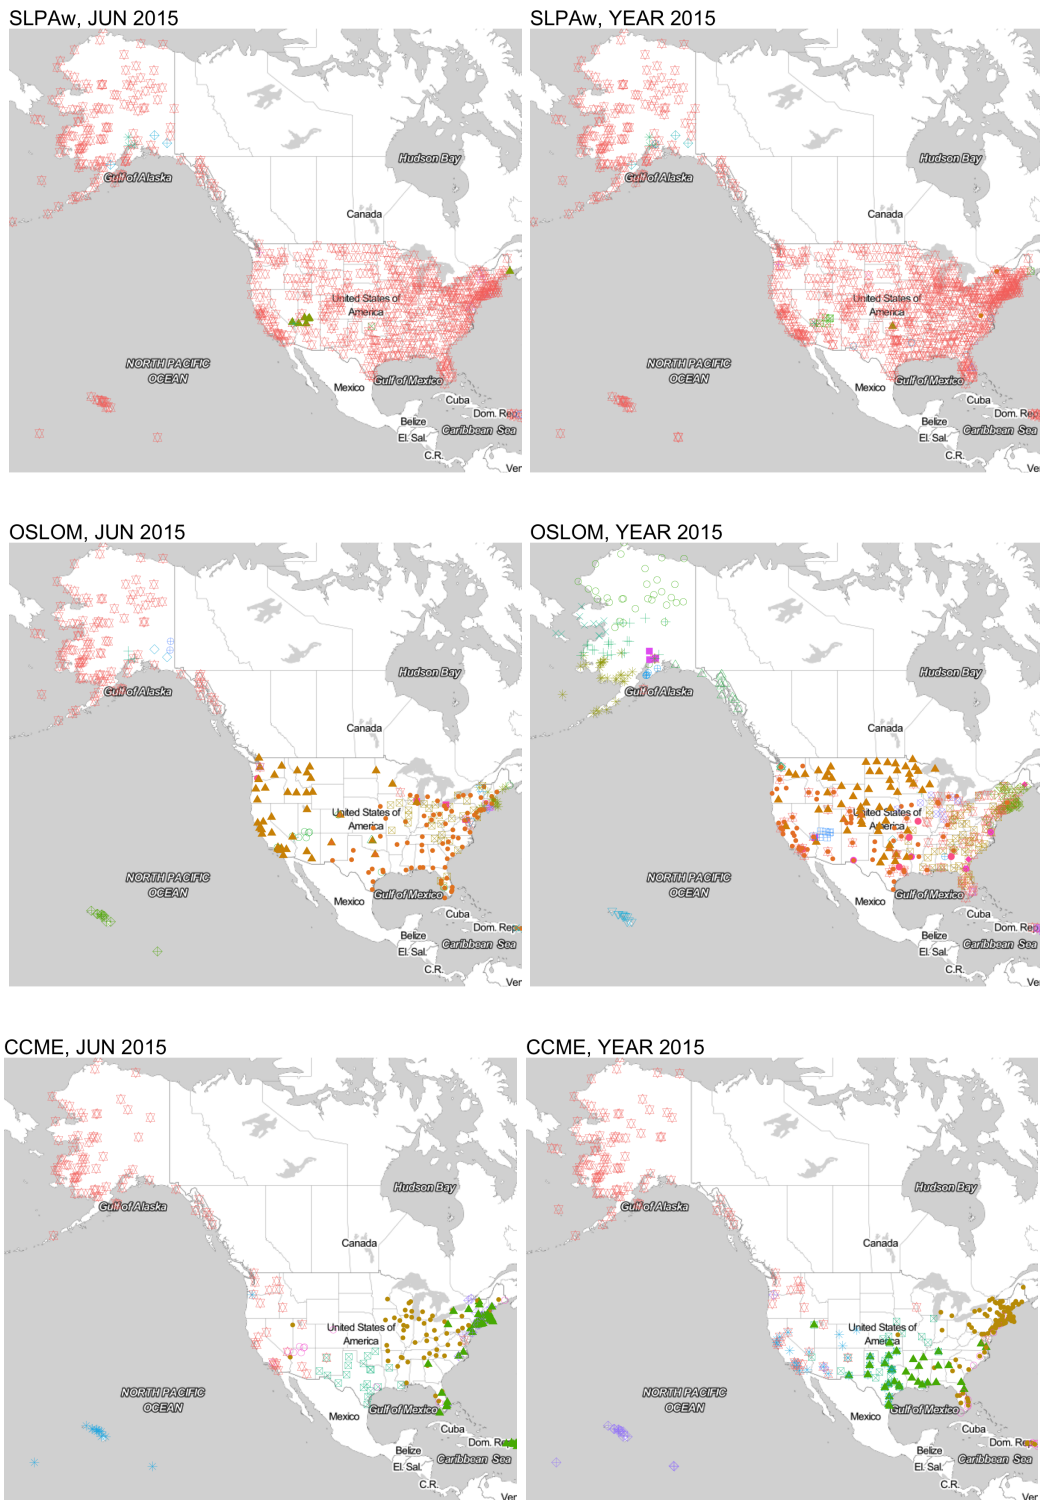 SLPAw, JUN 2015
Hudson Bay
Gulf of Alaska
Canada
United States of
America
NORTH PACIFIC
OCEAN
Mexico
Gulf of Mexico
Cuba
Dom. Rep.
Belize
El. Sal.
Caribbean Sea
C.R.
Ver
SLPAw, YEAR 2015
Hudson Bay
Gulf of Alaska
Canada
United States of
America
NORTH PACIFIC
OCEAN
Mexico
Gulf of Mexico
Cuba
Dom. Rep.
Belize
El. Sal.
Caribbean Sea
C.R.
Ver
OSLOM, JUN 2015
Hudson Bay
Gulf of Alaska
Canada
United States of
America
NORTH PACIFIC
OCEAN
Mexico
Gulf of Mexico
Cuba
Dom. Rep.
Belize
El. Sal.
Caribbean Sea
C.R.
Ver
OSLOM, YEAR 2015
Hudson Bay
Gulf of Alaska
Canada
United States of
America
NORTH PACIFIC
OCEAN
Mexico
Gulf of Mexico
Cuba
Dom. Rep.
Belize
El. Sal.
Caribbean Sea
C.R.
Ver
CCME, JUN 2015
Hudson Bay
Gulf of Alaska
Canada
United States of
America
NORTH PACIFIC
OCEAN
Mexico
Gulf of Mexico
Cuba
Dom. Rep.
Belize
El. Sal.
Caribbean Sea
C.R.
Ver
CCME, YEAR 2015
Hudson Bay
Gulf of Alaska
Canada
United States of
America
NORTH PACIFIC
OCEAN
Mexico
Gulf of Mexico
Cuba
Dom. Rep.
Belize
El. Sal.
Caribbean Sea
C.R.
Ver